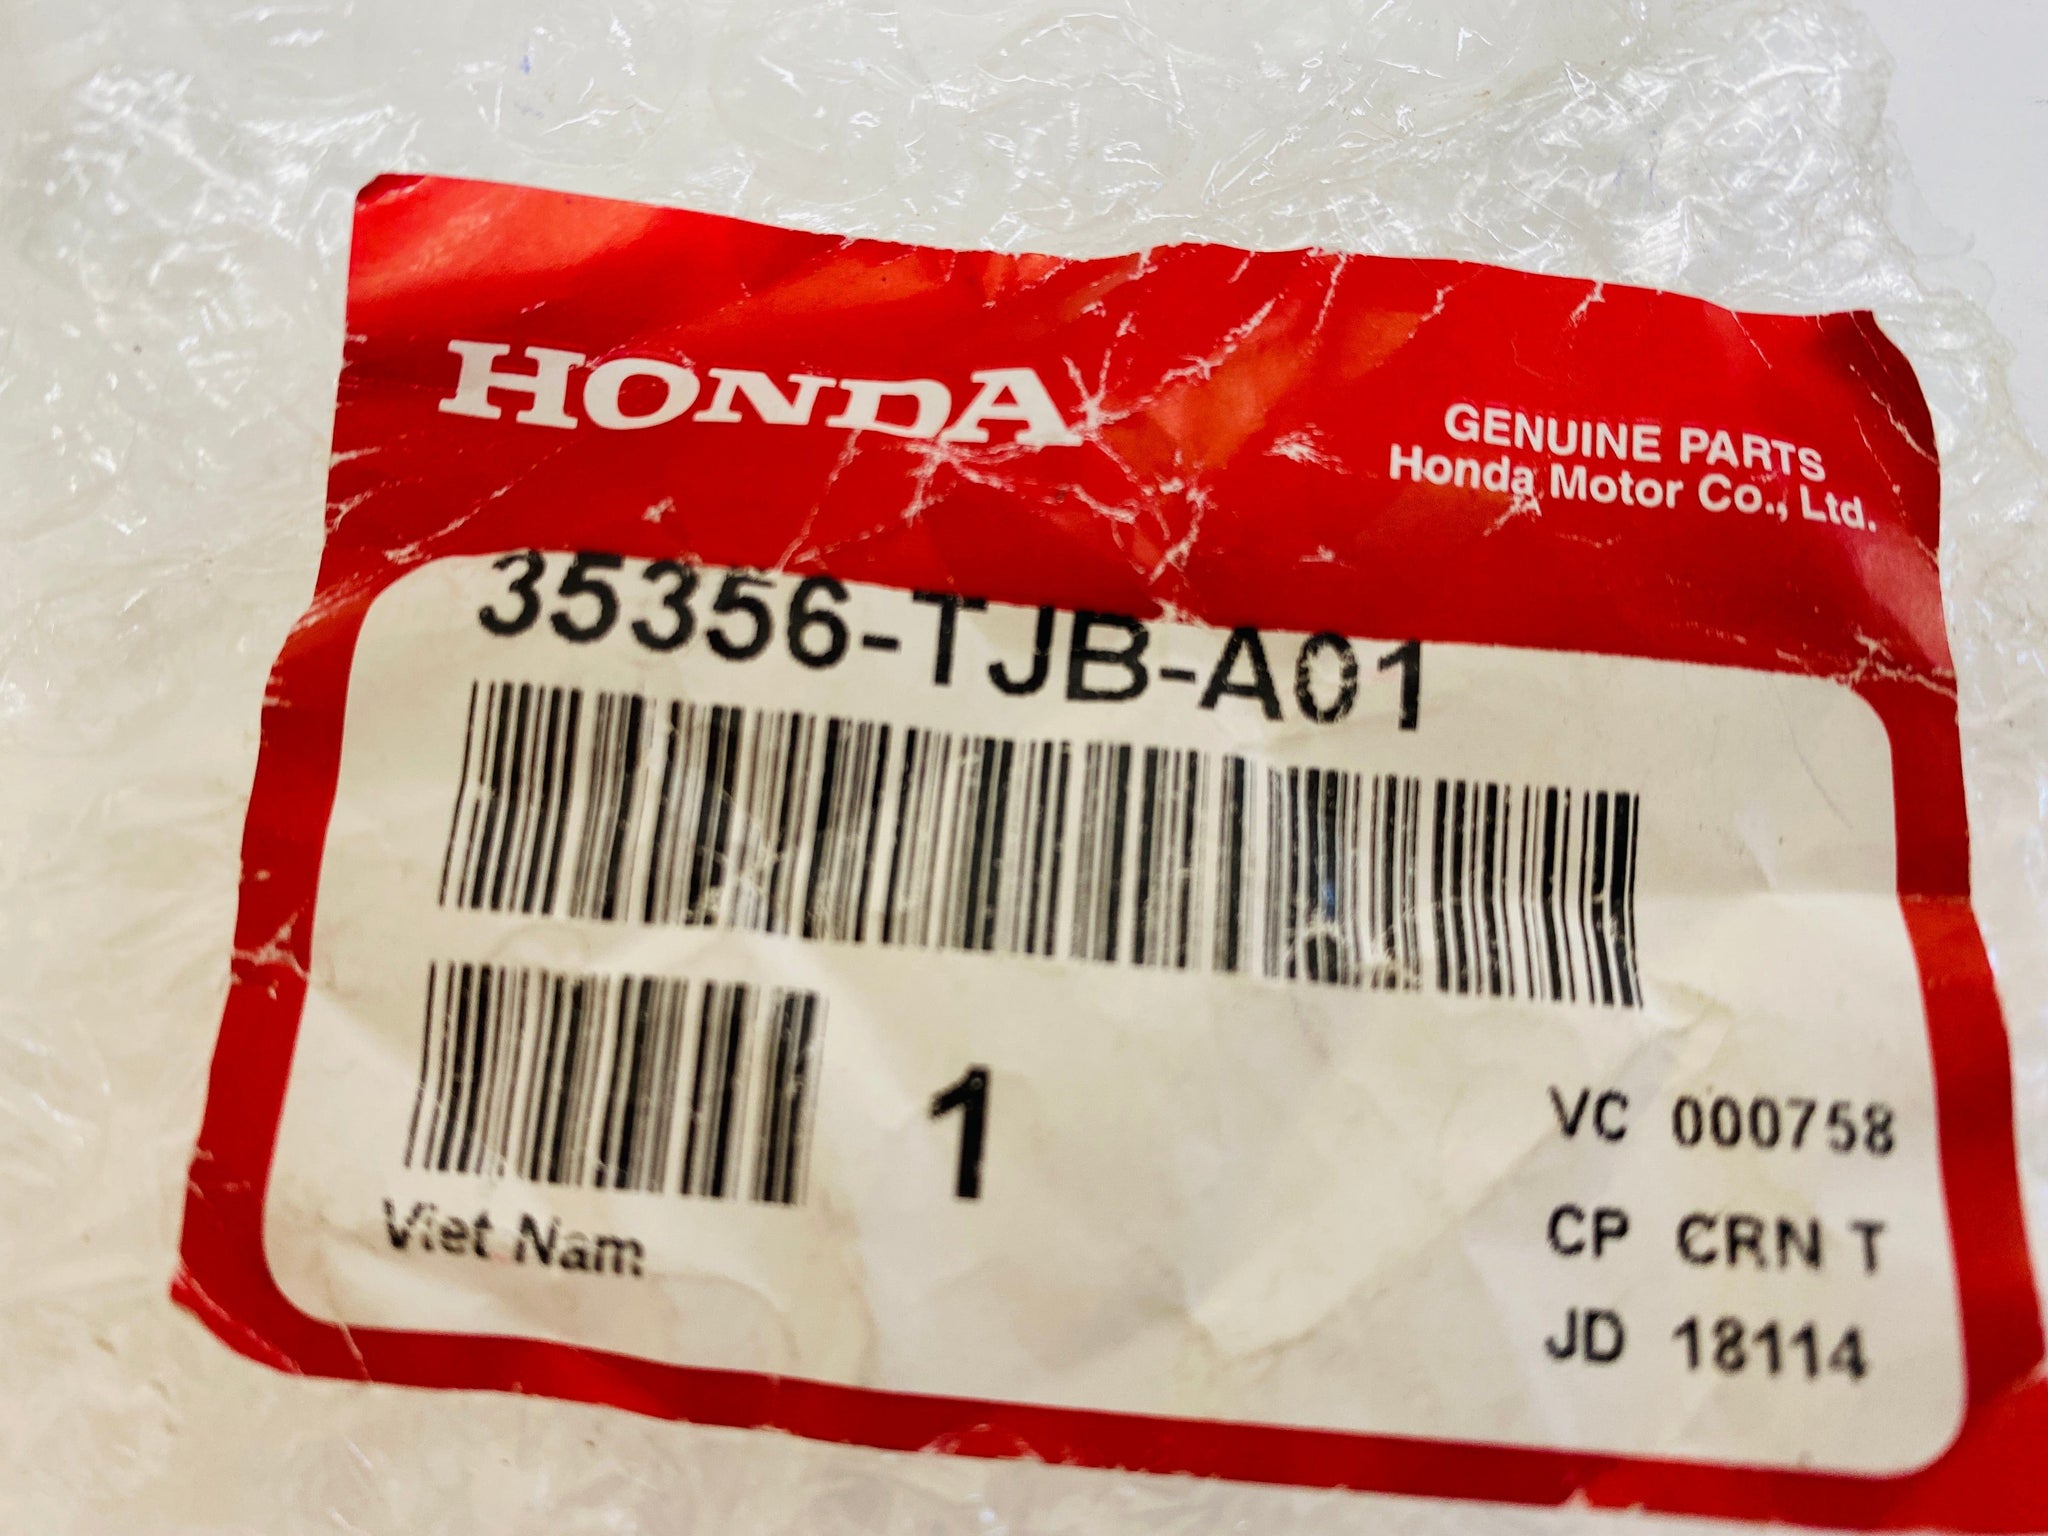 HONDA
GENUINE PARTS
Honda Motor Co., Ltd.
35356-TJB-A01
1
VC 000758
Viet Nam
CP CRN T
JD 18114